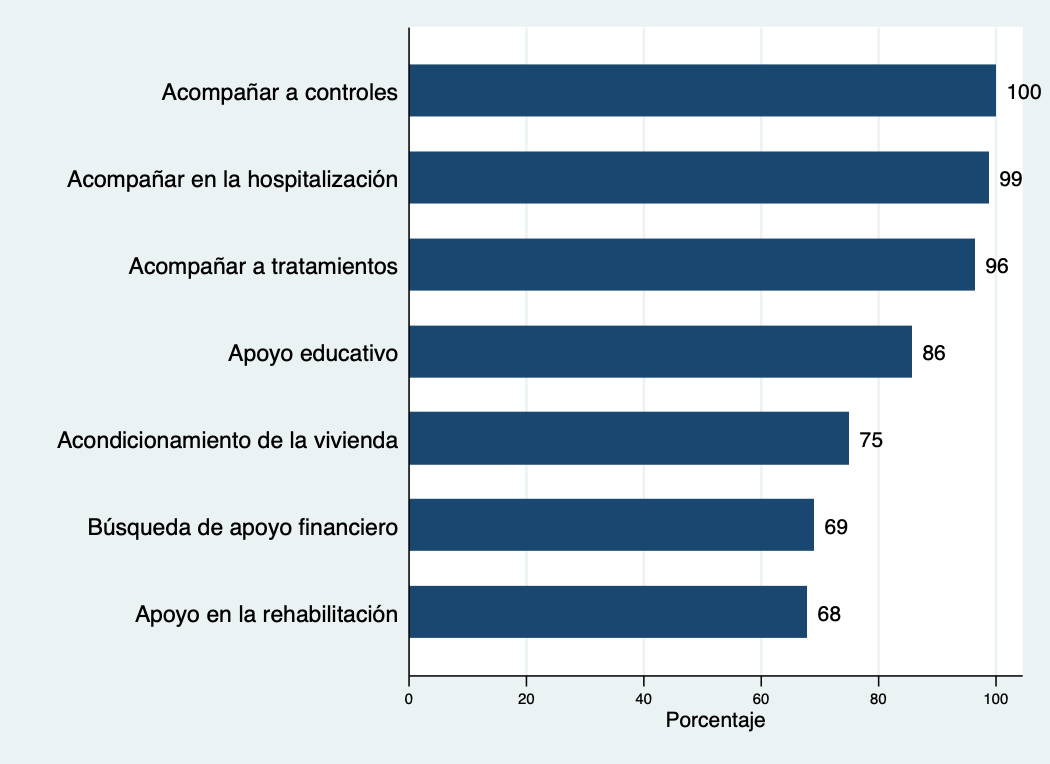 Acompañar a controles 100
Acompañar en la hospitalización 99
Acompañar a tratamientos 96
Apoyo educativo 86
Acondicionamiento de la vivienda 75
Búsqueda de apoyo financiero 69
Apoyo en la rehabilitación 68
0 20 40 60 80 100
Porcentaje